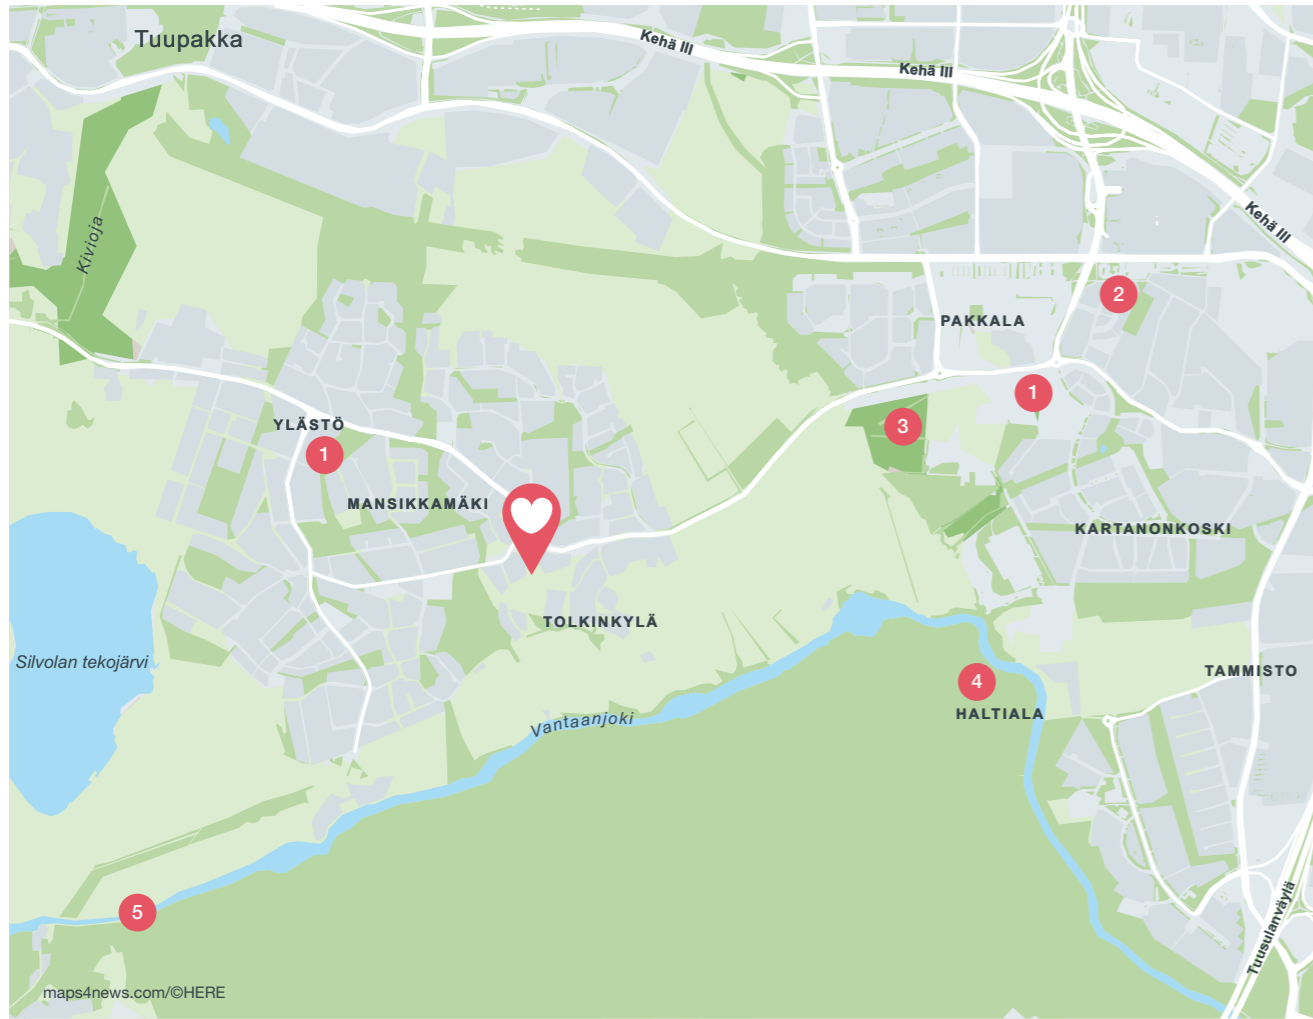 Tuupakka
Kehä III
Kehä III
Kehä III
Kivioja
2
PAKKALA
1
3
YLÄSTÖ
1
MANSIKKAMÄKI
KARTANONKOSKI
TOLKINKYLÄ
Silvolan tekojärvi
TAMMISTO
4
HALTIALA
Vantaanjoki
5
Tuusulanväylä
maps4news.com/©HERE